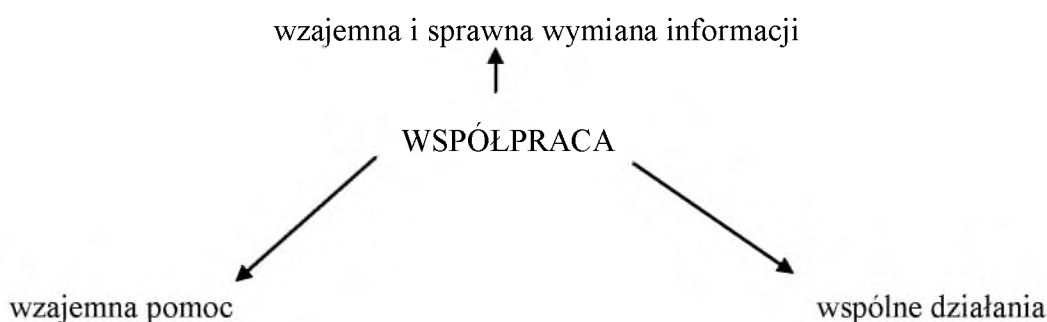 wzajemna i sprawna wymiana informacji
WSPÓŁPRACA
wzajemna pomoc
wspólne działania